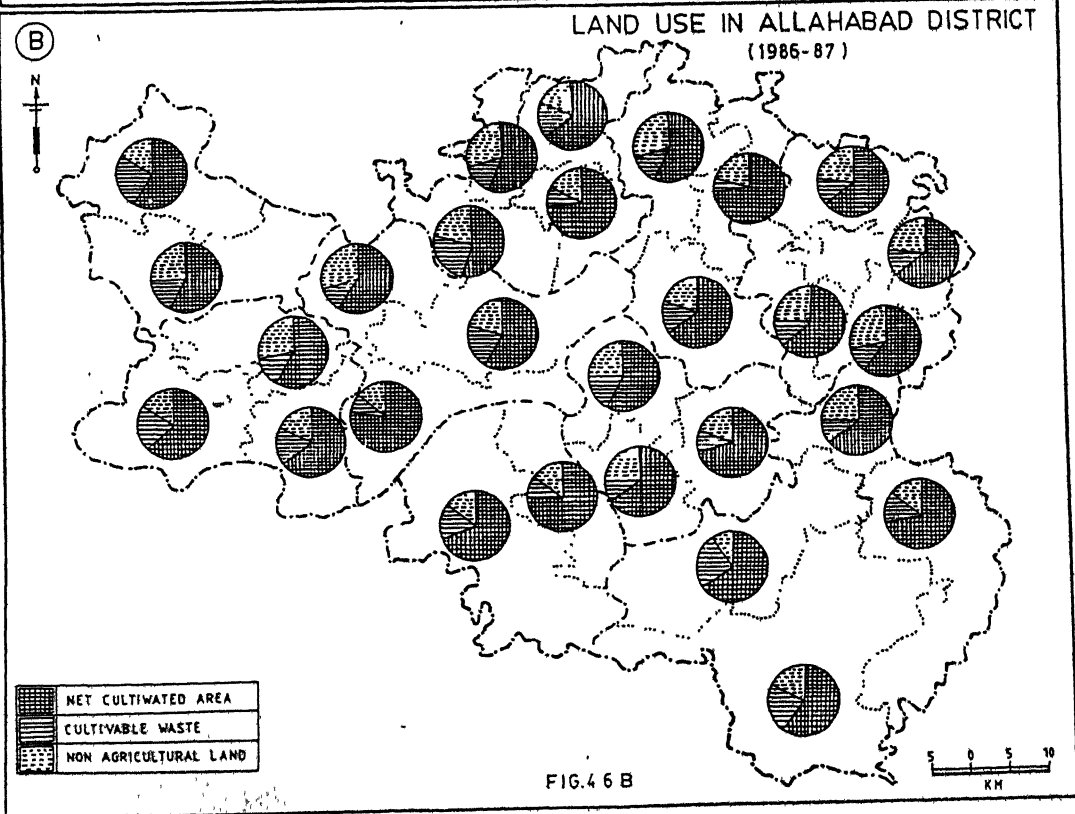 B
LAND USE IN ALLAHABAD DISTRICT
(1986-87)
N
NET CULTIWATED AREA
CULTIVABLE WASTE
NON AGRICULTURAL LAND
FIG.4 6 B
5 0 5 10
KM